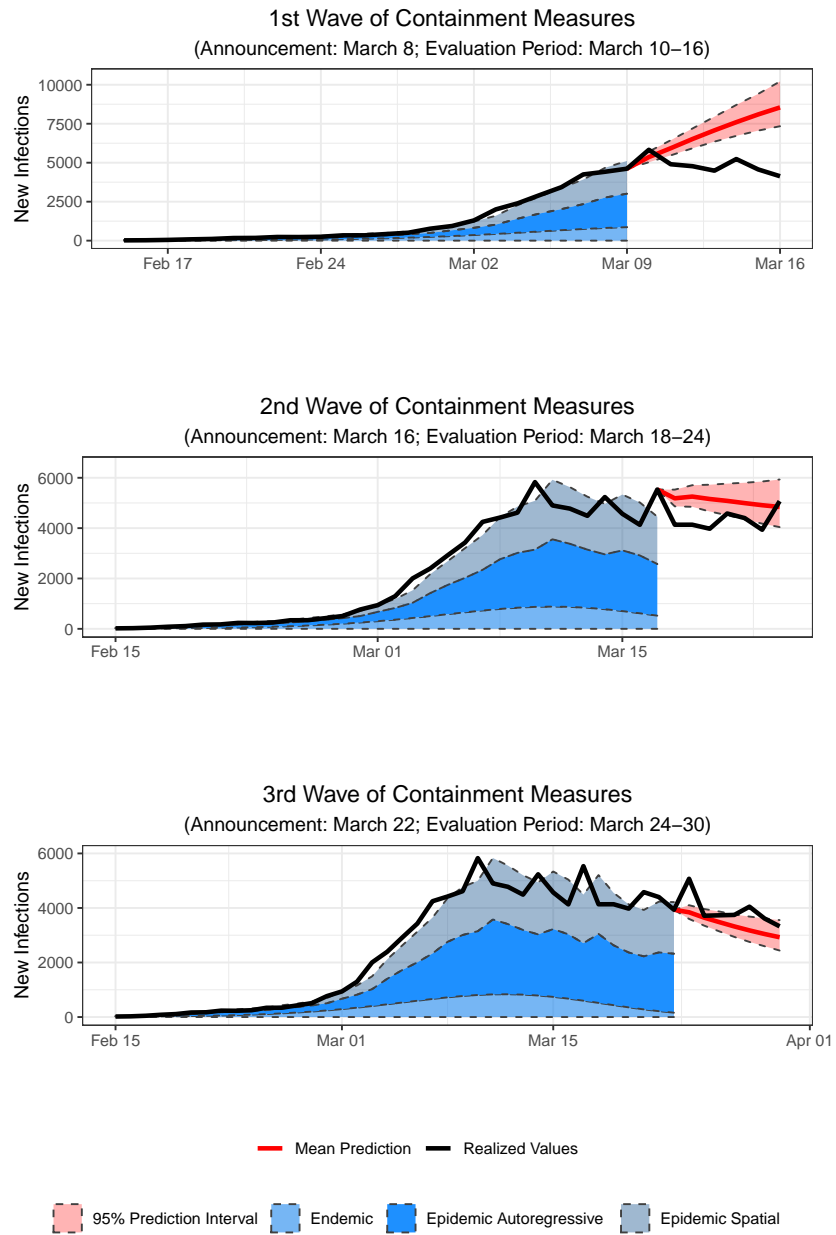 1st Wave of Containment Measures
(Announcement: March 8; Evaluation Period: March 10−16)
New Infections
10000
7500
5000
2500
0
Feb 17 Feb 24 Mar 02 Mar 09 Mar 16
2nd Wave of Containment Measures
(Announcement: March 16; Evaluation Period: March 18−24)
New Infections
6000
4000
2000
0
Feb 15 Mar 01 Mar 15
3rd Wave of Containment Measures
(Announcement: March 22; Evaluation Period: March 24−30)
New Infections
6000
4000
2000
0
Feb 15 Mar 01 Mar 15 Apr 01
Mean Prediction Realized Values
95% Prediction Interval Endemic Epidemic Autoregressive Epidemic Spatial